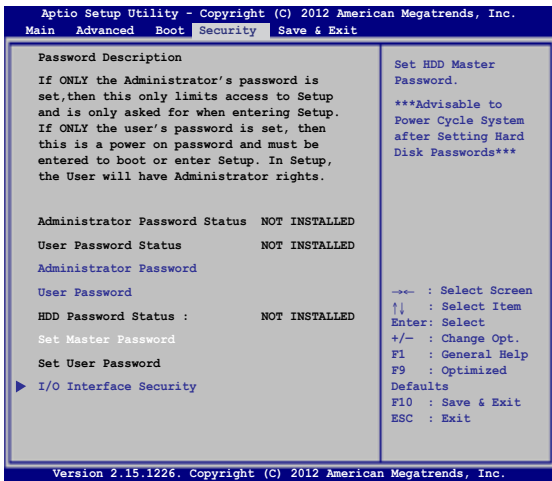 Aptio Setup Utility - Copyright (C) 2012 American Megatrends, Inc.
Main Advanced Boot Security Save & Exit
Password Description
If ONLY the Administrator's password is
set,then this only limits access to Setup
and is only asked for when entering Setup.
If ONLY the user's password is set, then
this is a power on password and must be
entered to boot or enter Setup. In Setup,
the User will have Administrator rights.
Administrator Password Status NOT INSTALLED
User Password Status NOT INSTALLED
Administrator Password
User Password
HDD Password Status : NOT INSTALLED
Set Master Password
Set User Password
I/O Interface Security
Set HDD Master
Password.
***Advisable to
Power Cycle System
after Setting Hard
Disk Passwords***
→← : Select Screen
↑↓ : Select Item
Enter: Select
+/— : Change Opt.
F1 : General Help
F9 : Optimized
Defaults
F10 : Save & Exit
ESC : Exit
Version 2.15.1226. Copyright (C) 2012 American Megatrends, Inc.